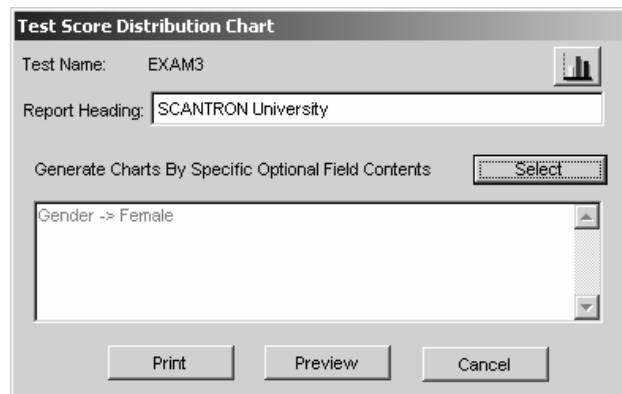 Test Score Distribution Chart
Test Name: EXAM3
Report Heading: SCANTRON University
Generate Charts By Specific Optional Field Contents Select
Gender -> Female
Print Preview Cancel